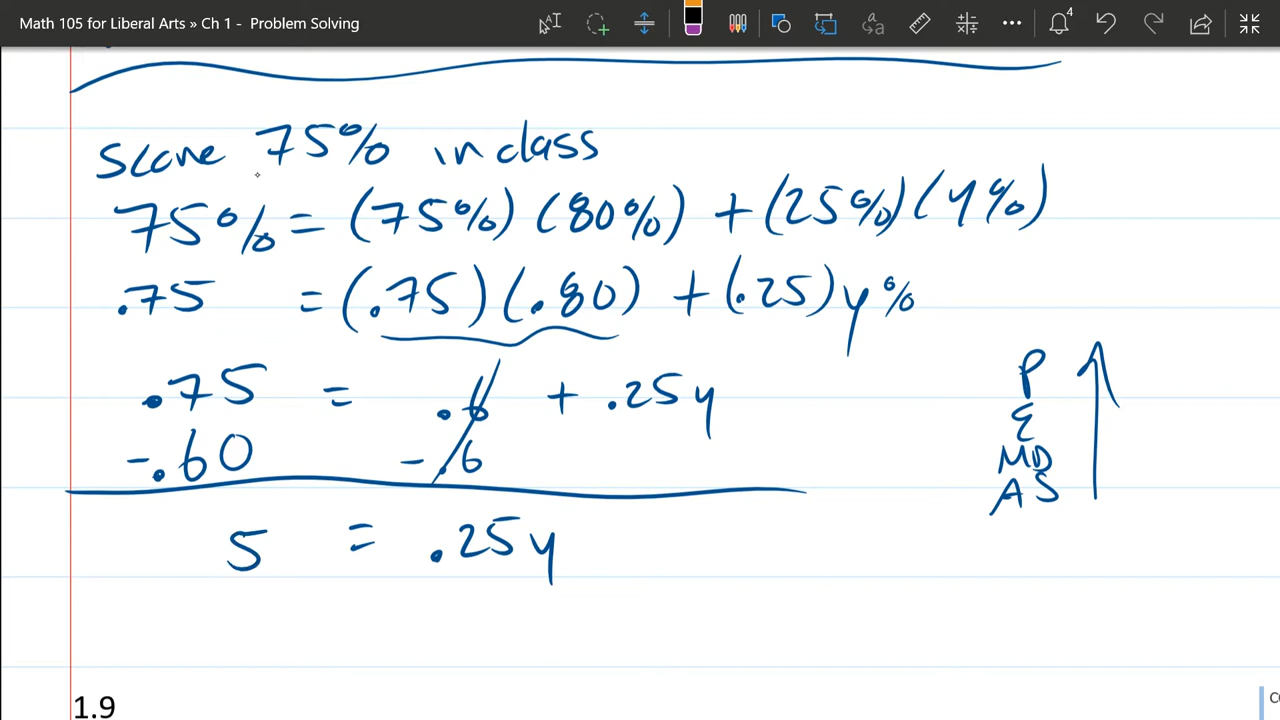 Math 105 for Liberal Arts » Ch 1 - Problem Solving
4
Score 75% in class
75% = (75%) (80%) + (25%) (y%)
.75 = (.75) (.80) + (.25) y%
.75 = .6 + .25y
-.60 -.6
5 = .25y
P
E
MD
AS
1.9